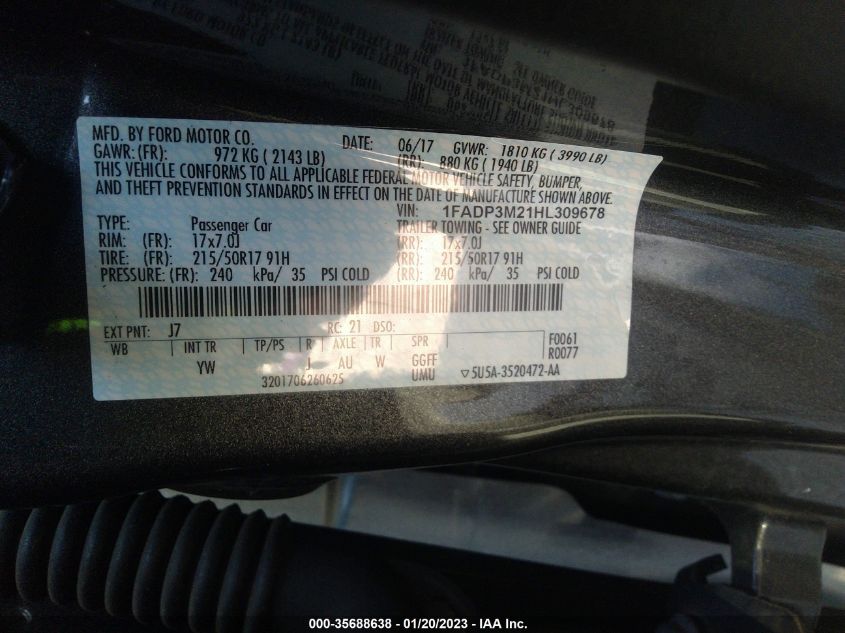 MFD. BY FORD MOTOR CO.
DATE: 06/17 GVWR: 1810 KG ( 3990 LB)
GAWR: (FR): 972 KG ( 2143 LB) (RR): 880 KG ( 1940 LB)
THIS VEHICLE CONFORMS TO ALL APPLICABLE FEDERAL MOTOR VEHICLE SAFETY, BUMPER,
AND THEFT PREVENTION STANDARDS IN EFFECT ON THE DATE OF MANUFACTURE SHOWN ABOVE.
VIN: 1FADP3M21HL309678
TYPE: Passenger Car TRAILER TOWING - SEE OWNER GUIDE
RIM: (FR): 17x7.0J (RR): 17x7.0J
TIRE: (FR): 215/50R17 91H (RR): 215/50R17 91H
PRESSURE: (FR): 240 kPa/ 35 PSI COLD (RR): 240 kPa/ 35 PSI COLD
EXT PNT: J7 RC: 21 DSO:
WB INT TR TP/PS R AXLE TR SPR F0061
R0077
YW J AU W GGFF
3201706260625 UMU ▽5U5A-3520472-AA
000-35688638 - 01/20/2023 - IAA Inc.